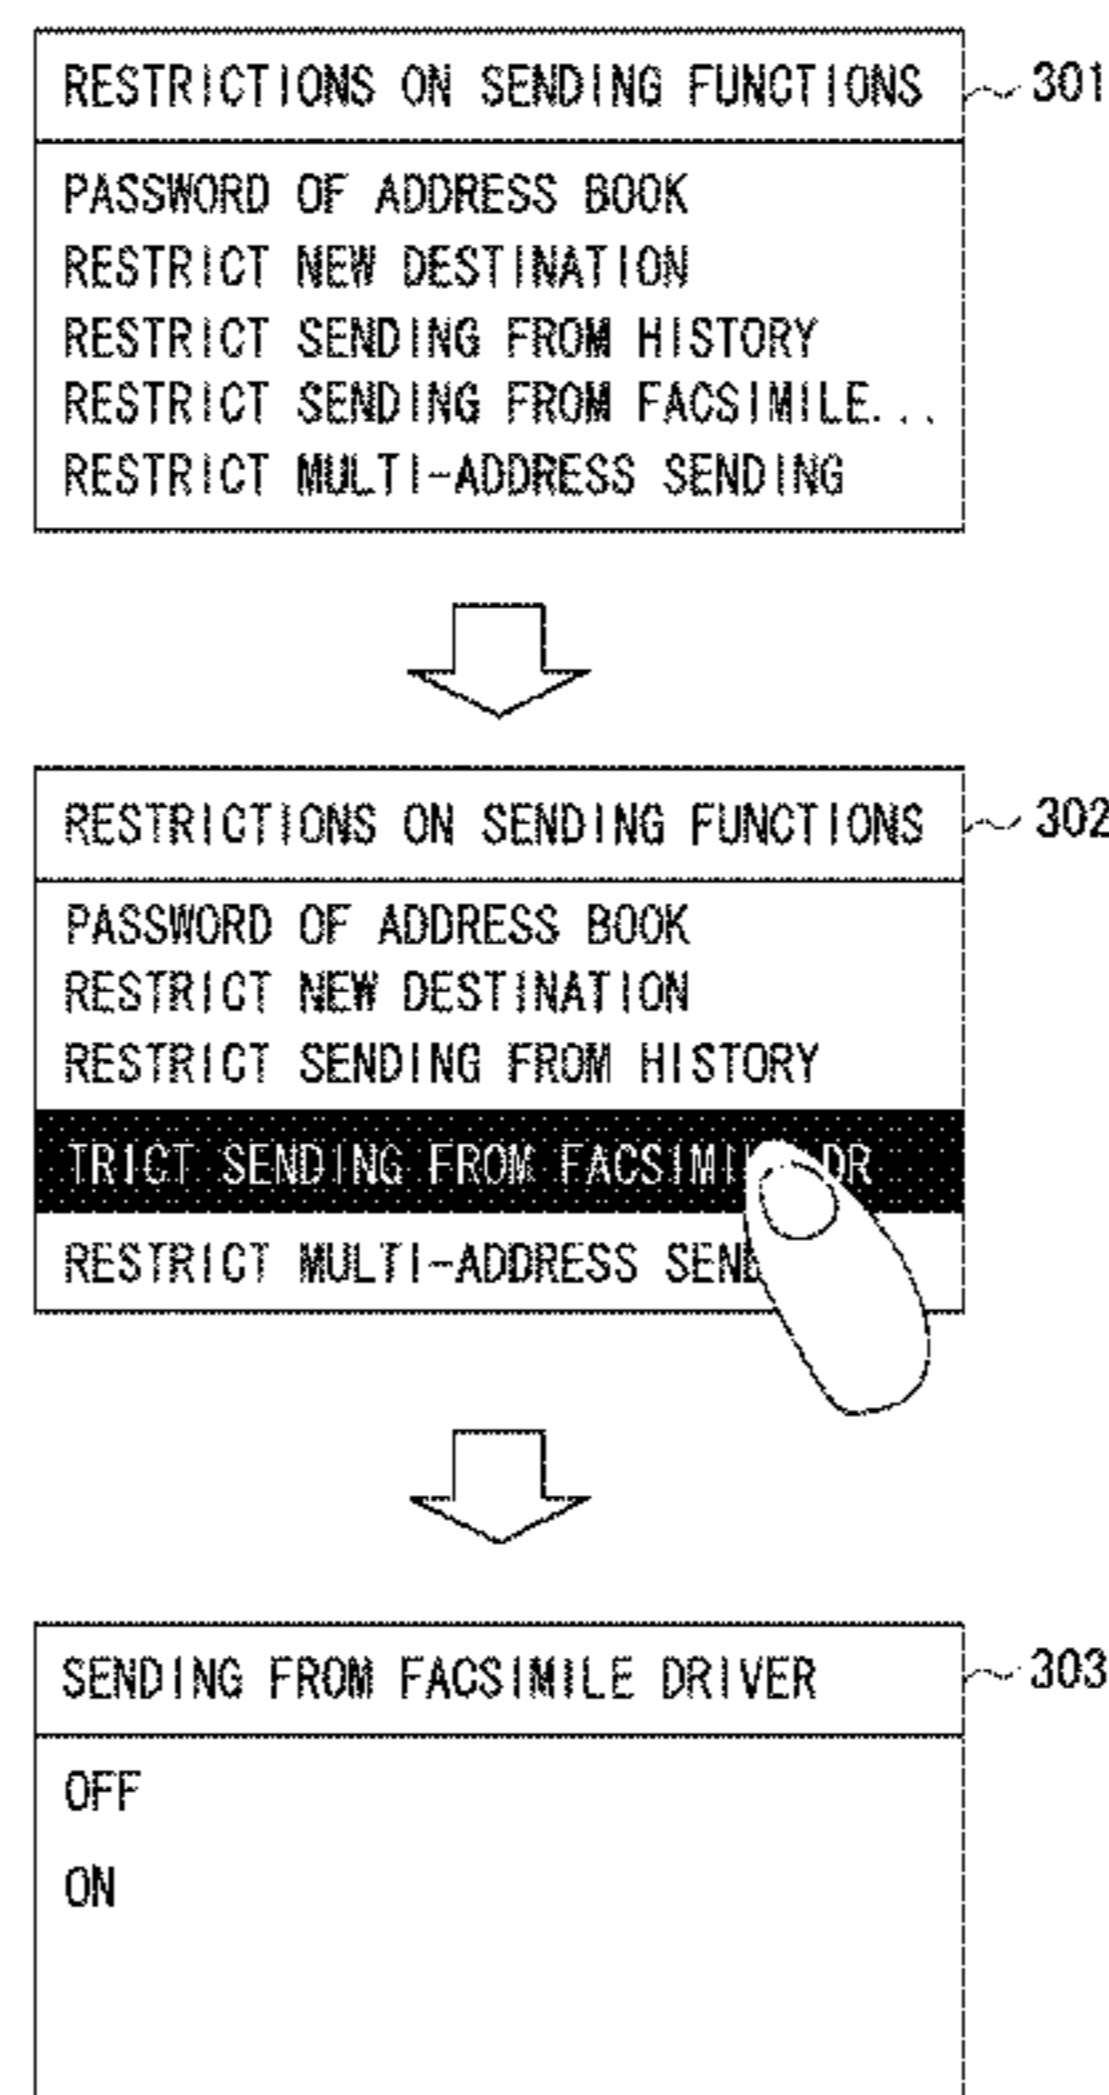 RESTRICTIONS ON SENDING FUNCTIONS
301
PASSWORD OF ADDRESS BOOK
RESTRICT NEW DESTINATION
RESTRICT SENDING FROM HISTORY
RESTRICT SENDING FROM FACSIMILE...
RESTRICT MULTI-ADDRESS SENDING
RESTRICTIONS ON SENDING FUNCTIONS
302
PASSWORD OF ADDRESS BOOK
RESTRICT NEW DESTINATION
RESTRICT SENDING FROM HISTORY
TRICT SENDING FROM FACSIMI DR
RESTRICT MULTI-ADDRESS SEND
SENDING FROM FACSIMILE DRIVER
303
OFF
ON